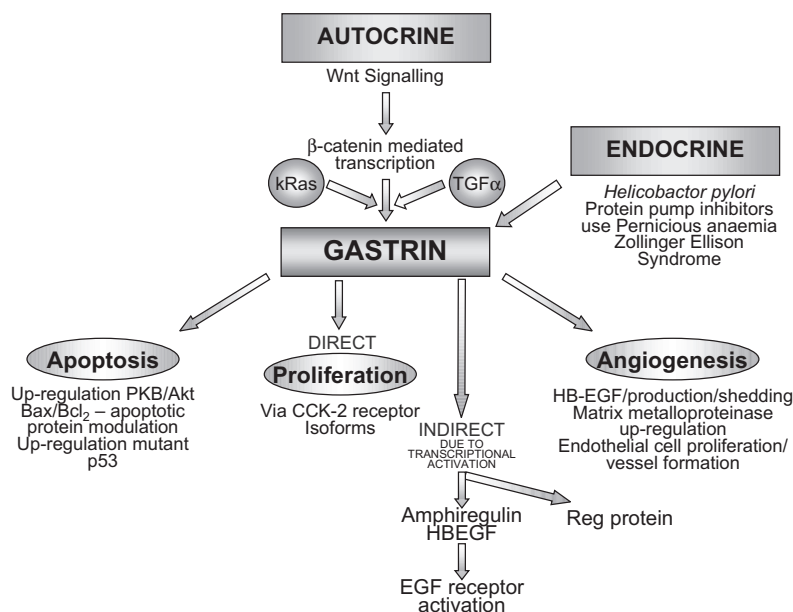 AUTOCRINE
Wnt Signalling
β-catenin mediated
transcription
kRas
TGFα
ENDOCRINE
Helicobactor pylori
Protein pump inhibitors
use Pernicious anaemia
Zollinger Ellison
Syndrome
GASTRIN
Apoptosis
Up-regulation PKB/Akt
Bax/Bcl₂ – apoptotic
protein modulation
Up-regulation mutant
p53
DIRECT
Proliferation
Via CCK-2 receptor
Isoforms
INDIRECT
DUE TO
TRANSCRIPTIONAL
ACTIVATION
Amphiregulin
HBEGF
EGF receptor
activation
Reg protein
Angiogenesis
HB-EGF/production/shedding
Matrix metalloproteinase
up-regulation
Endothelial cell proliferation/
vessel formation